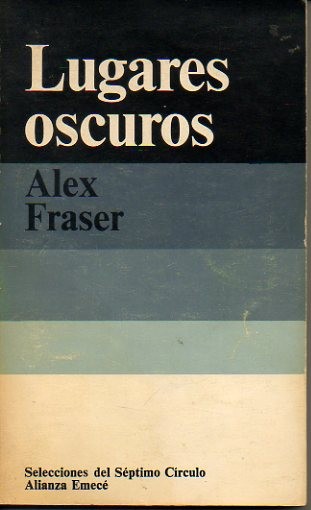 Lugares
oscuros
Alex
Fraser
Selecciones del Séptimo Círculo
Alianza Emecé